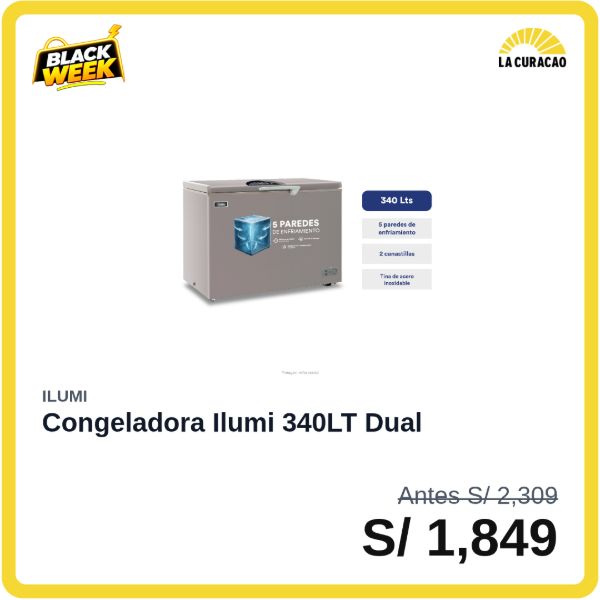 BLACK
WEEK
LA CURACAO
340 Lts
5 paredes de
enfriamiento
2 canastillas
Tina de acero
inoxidable
5 PAREDES
DE ENFRIAMIENTO
ILUMI
Congeladora Ilumi 340LT Dual
Antes S/ 2,309
S/ 1,849